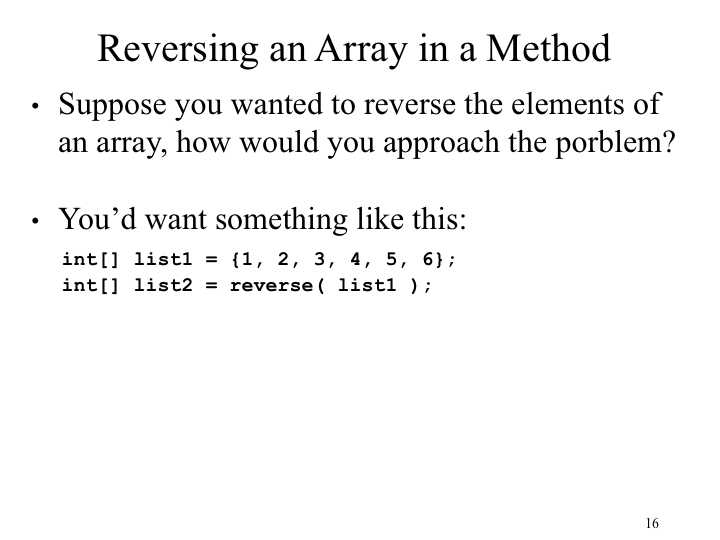 Reversing an Array in a Method
• Suppose you wanted to reverse the elements of
an array, how would you approach the porblem?
• You’d want something like this:
int[] list1 = {1, 2, 3, 4, 5, 6};
int[] list2 = reverse( list1 );
16